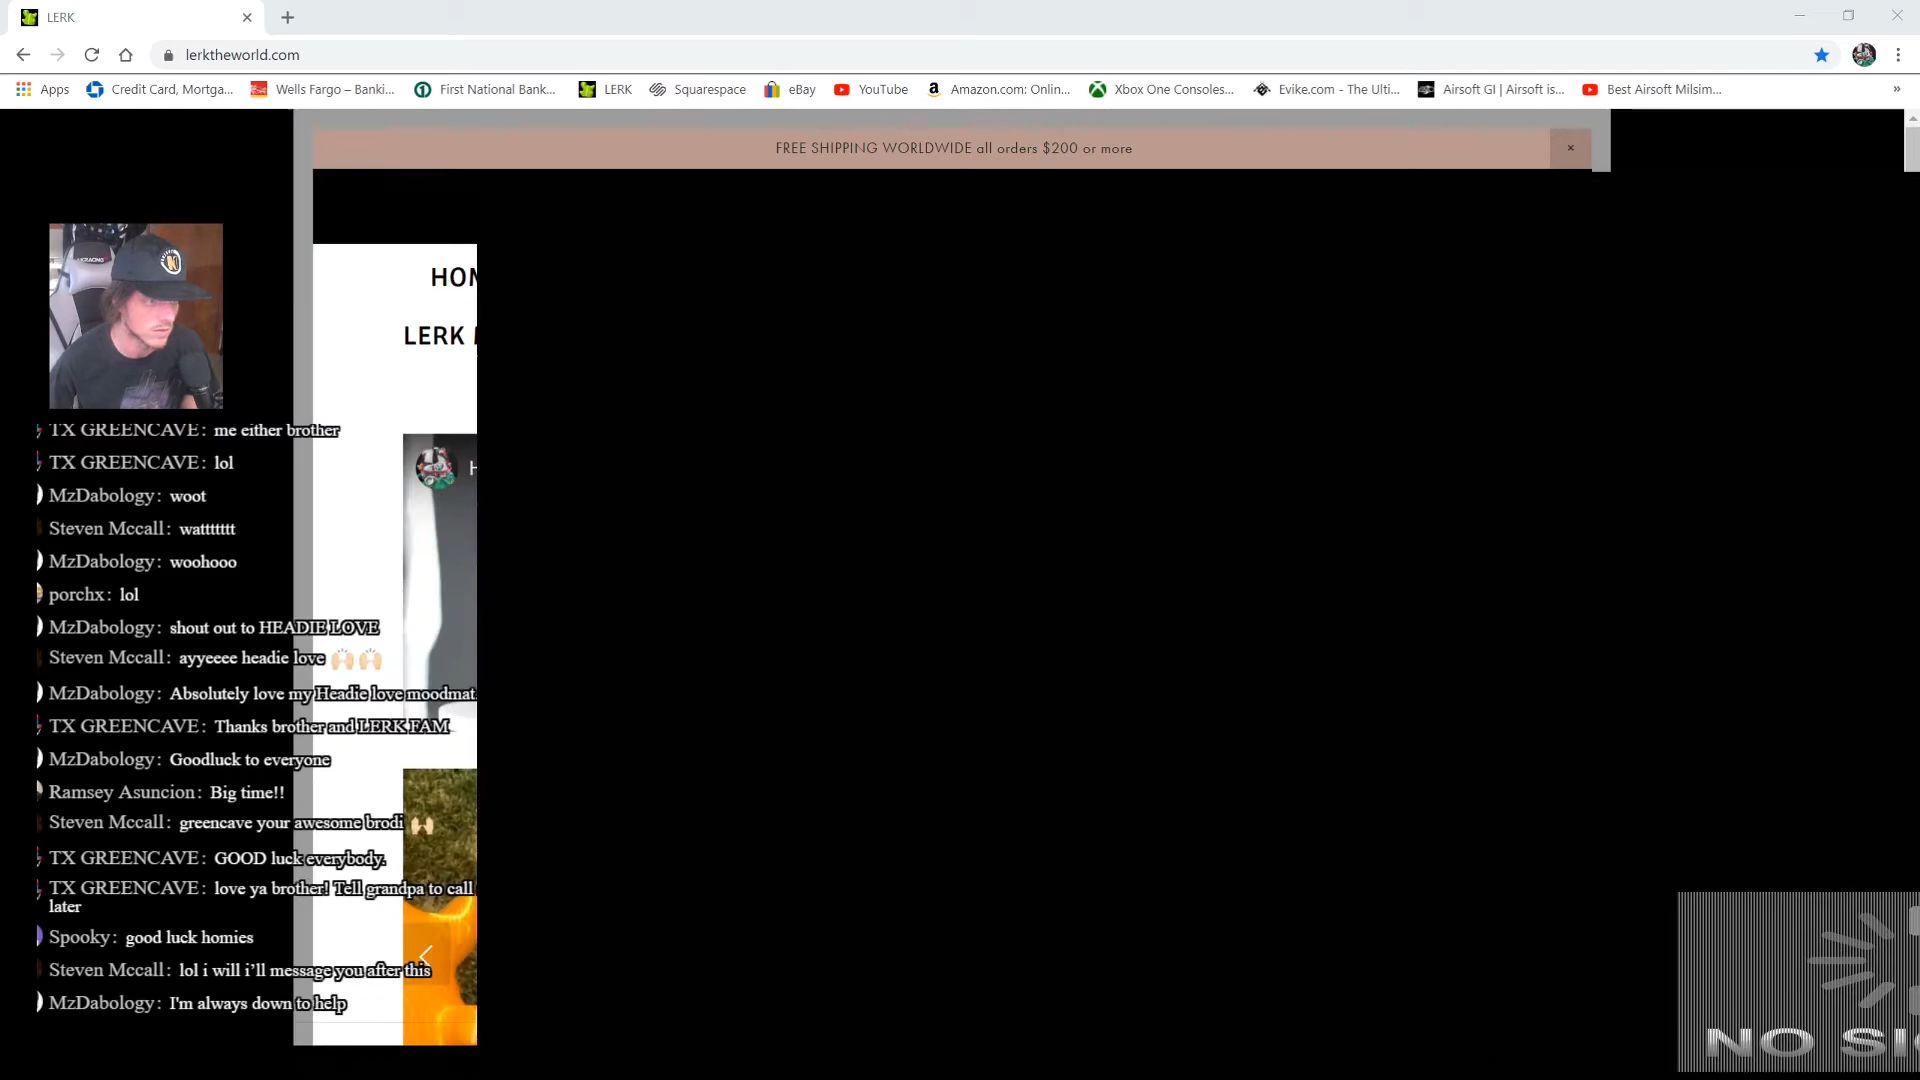 LERK
lerktheworld.com
Apps
Credit Card, Mortga...
Wells Fargo – Banki...
First National Bank...
LERK
Squarespace
eBay
YouTube
Amazon.com: Onlin...
Xbox One Consoles...
Evike.com - The Ulti...
Airsoft GI | Airsoft is...
Best Airsoft Milsim...
»
FREE SHIPPING WORLDWIDE all orders $200 or more
HOM
LERK
H
TX GREENCAVE: me either brother
TX GREENCAVE: lol
MzDabology: woot
Steven Mccall: wattttttt
MzDabology: woohooo
porchx: lol
MzDabology: shout out to HEADIE LOVE
Steven Mccall: ayyeeee headie love 🙌🏻🙌🏻
MzDabology: Absolutely love my Headie love moodmat.
TX GREENCAVE: Thanks brother and LERK FAM
MzDabology: Goodluck to everyone
Ramsey Asuncion: Big time!!
Steven Mccall: greencave your awesome brodi 🙌🏻
TX GREENCAVE: GOOD luck everybody.
TX GREENCAVE: love ya brother! Tell grandpa to call
later
Spooky: good luck homies
Steven Mccall: lol i will i’ll message you after this
MzDabology: I'm always down to help
NO SI